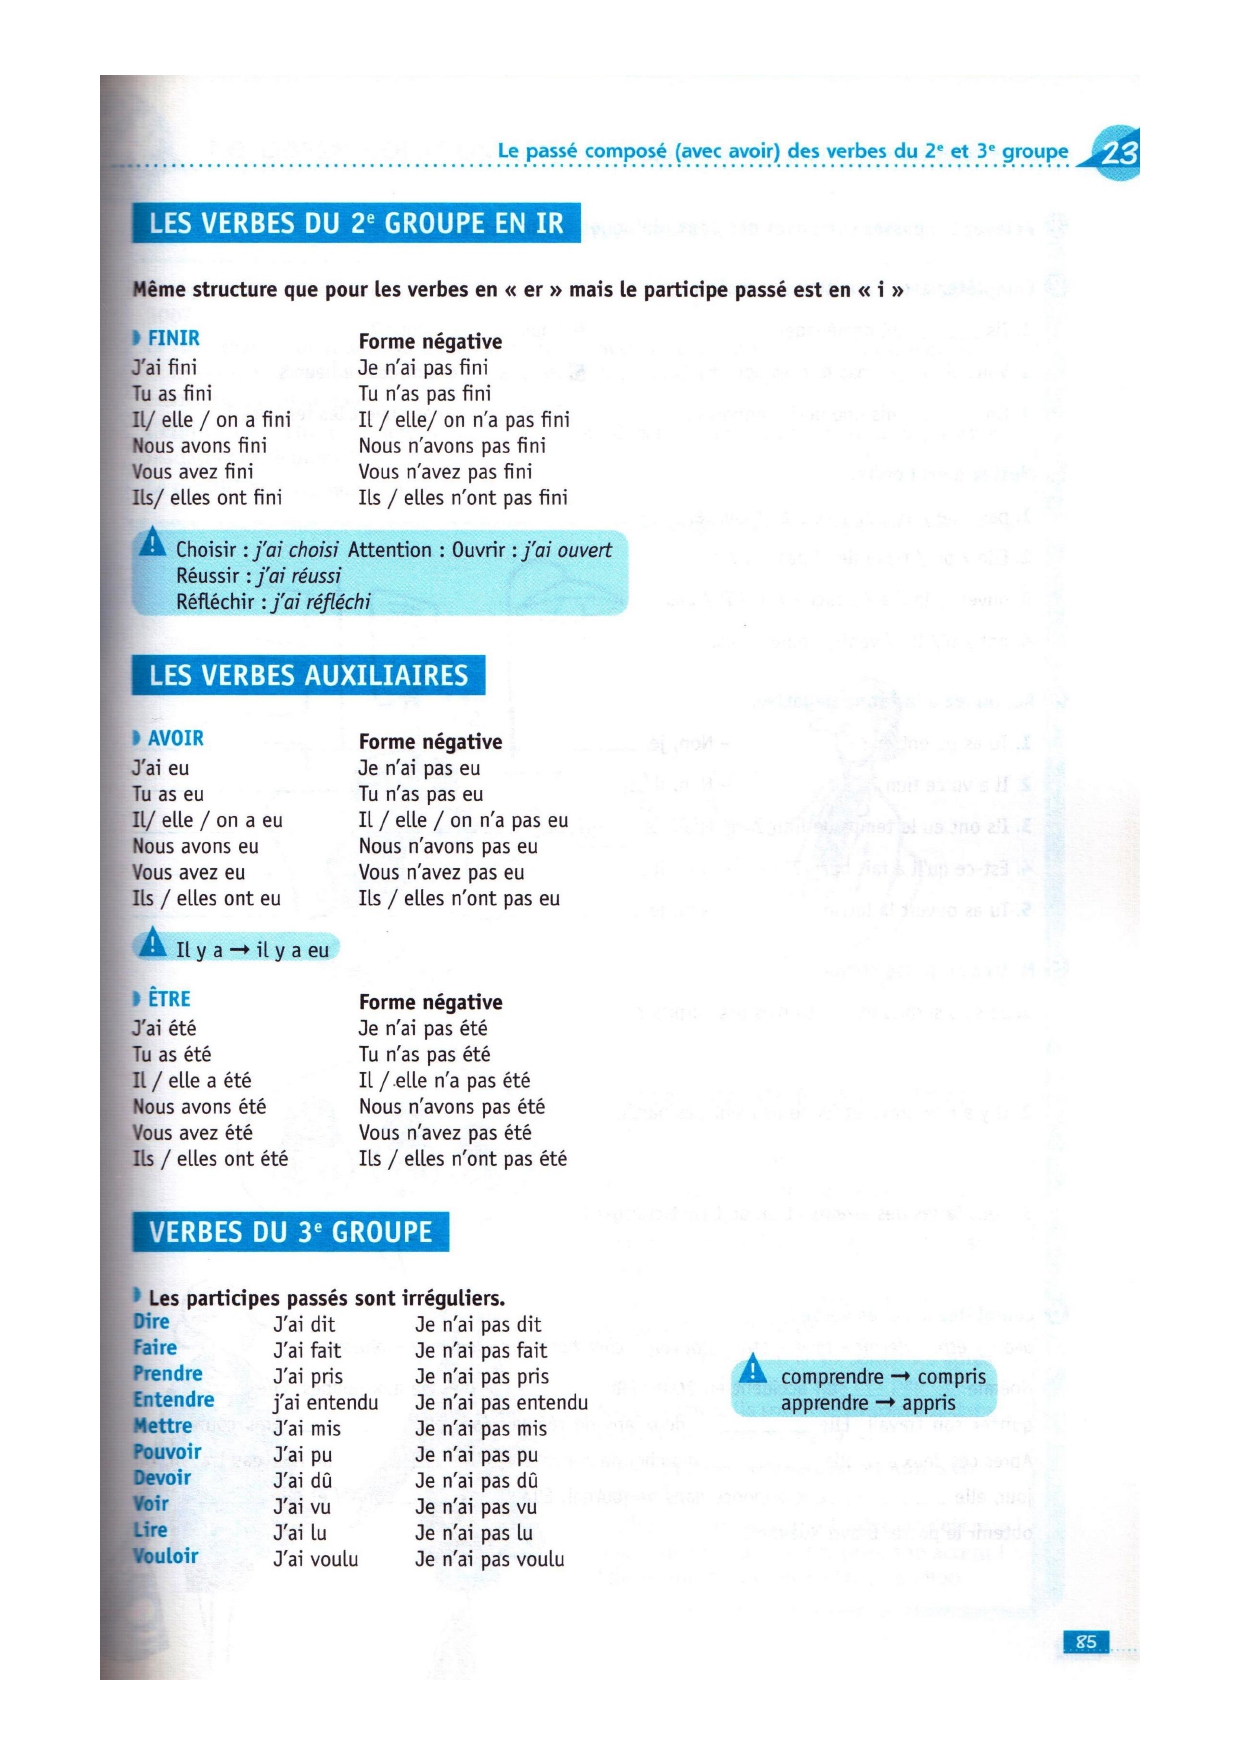 Le passé composé (avec avoir) des verbes du 2e et 3e groupe 23
LES VERBES DU 2e GROUPE EN IR
Même structure que pour les verbes en « er » mais le participe passé est en « i »
FINIR Forme négative
J'ai fini Je n'ai pas fini
Tu as fini Tu n'as pas fini
Il/ elle / on a fini Il / elle/ on n'a pas fini
Nous avons fini Nous n'avons pas fini
Vous avez fini Vous n'avez pas fini
Ils/ elles ont fini Ils / elles n'ont pas fini
! Choisir : j'ai choisi Attention : Ouvrir : j'ai ouvert
Réussir : j'ai réussi
Réfléchir : j'ai réfléchi
LES VERBES AUXILIAIRES
AVOIR Forme négative
J'ai eu Je n'ai pas eu
Tu as eu Tu n'as pas eu
Il/ elle / on a eu Il / elle / on n'a pas eu
Nous avons eu Nous n'avons pas eu
Vous avez eu Vous n'avez pas eu
Ils / elles ont eu Ils / elles n'ont pas eu
! Il y a → il y a eu
ÊTRE Forme négative
J'ai été Je n'ai pas été
Tu as été Tu n'as pas été
Il / elle a été Il / elle n'a pas été
Nous avons été Nous n'avons pas été
Vous avez été Vous n'avez pas été
Ils / elles ont été Ils / elles n'ont pas été
VERBES DU 3e GROUPE
Les participes passés sont irréguliers.
Dire J'ai dit Je n'ai pas dit
Faire J'ai fait Je n'ai pas fait
Prendre J'ai pris Je n'ai pas pris
Entendre j'ai entendu Je n'ai pas entendu
Mettre J'ai mis Je n'ai pas mis
Pouvoir J'ai pu Je n'ai pas pu
Devoir J'ai dû Je n'ai pas dû
Voir J'ai vu Je n'ai pas vu
Lire J'ai lu Je n'ai pas lu
Vouloir J'ai voulu Je n'ai pas voulu
! comprendre → compris
apprendre → appris
85